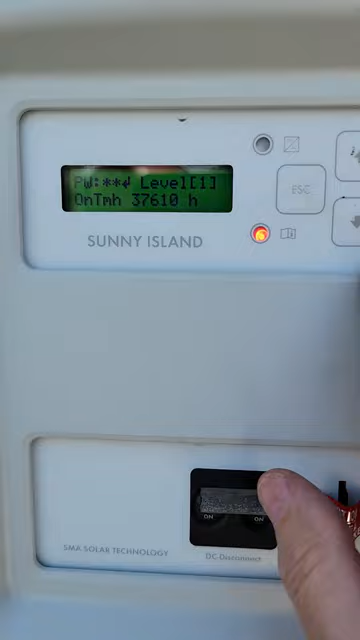 PW:**↲ Level[1]
OnTmh 37610 h
ESC
SUNNY ISLAND
ON
ON
SMA SOLAR TECHNOLOGY
DC Disconnect